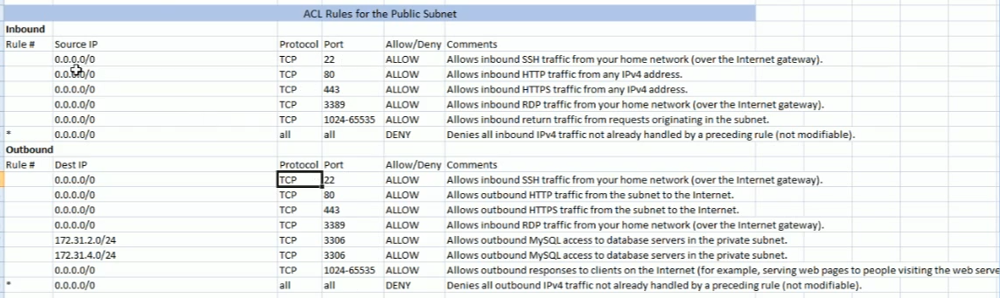 ACL Rules for the Public Subnet
Inbound
Rule # Source IP Protocol Port Allow/Deny Comments
0.0.0.0/0 TCP 22 ALLOW Allows inbound SSH traffic from your home network (over the Internet gateway).
0.0.0.0/0 TCP 80 ALLOW Allows inbound HTTP traffic from any IPv4 address.
0.0.0.0/0 TCP 443 ALLOW Allows inbound HTTPS traffic from any IPv4 address.
0.0.0.0/0 TCP 3389 ALLOW Allows inbound RDP traffic from your home network (over the Internet gateway).
0.0.0.0/0 TCP 1024-65535 ALLOW Allows inbound return traffic from requests originating in the subnet.
* 0.0.0.0/0 all all DENY Denies all inbound IPv4 traffic not already handled by a preceding rule (not modifiable).
Outbound
Rule # Dest IP Protocol Port Allow/Deny Comments
0.0.0.0/0 TCP 22 ALLOW Allows inbound SSH traffic from your home network (over the Internet gateway).
0.0.0.0/0 TCP 80 ALLOW Allows outbound HTTP traffic from the subnet to the Internet.
0.0.0.0/0 TCP 443 ALLOW Allows outbound HTTPS traffic from the subnet to the Internet.
0.0.0.0/0 TCP 3389 ALLOW Allows inbound RDP traffic from your home network (over the Internet gateway).
172.31.2.0/24 TCP 3306 ALLOW Allows outbound MySQL access to database servers in the private subnet.
172.31.4.0/24 TCP 3306 ALLOW Allows outbound MySQL access to database servers in the private subnet.
0.0.0.0/0 TCP 1024-65535 ALLOW Allows outbound responses to clients on the Internet (for example, serving web pages to people visiting the web serve
* 0.0.0.0/0 all all DENY Denies all outbound IPv4 traffic not already handled by a preceding rule (not modifiable).